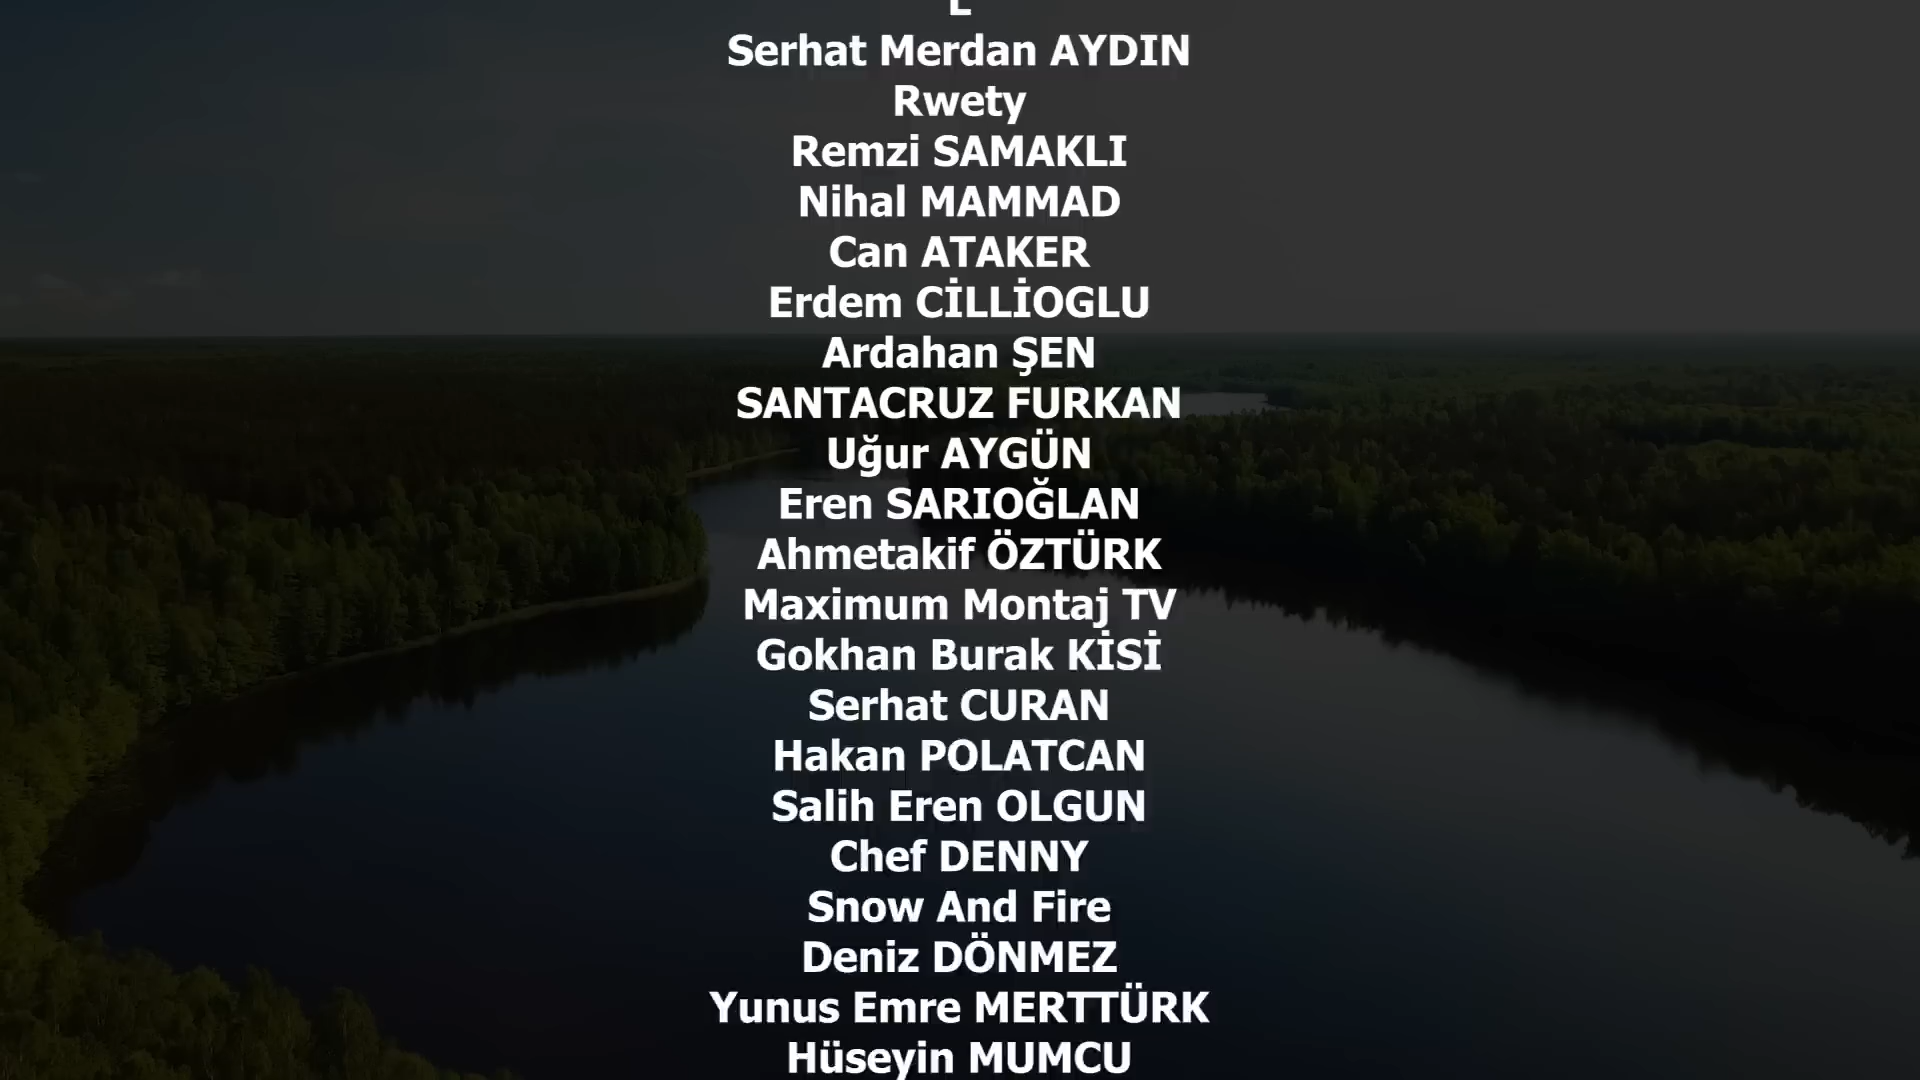 Serhat Merdan AYDIN
Rwety
Remzi SAMAKLI
Nihal MAMMAD
Can ATAKER
Erdem CİLLİOGLU
Ardahan ŞEN
SANTACRUZ FURKAN
Uğur AYGÜN
Eren SARIOĞLAN
Ahmetakif ÖZTÜRK
Maximum Montaj TV
Gokhan Burak KİSİ
Serhat CURAN
Hakan POLATCAN
Salih Eren OLGUN
Chef DENNY
Snow And Fire
Deniz DÖNMEZ
Yunus Emre MERTTÜRK
Hüseyin MUMCU